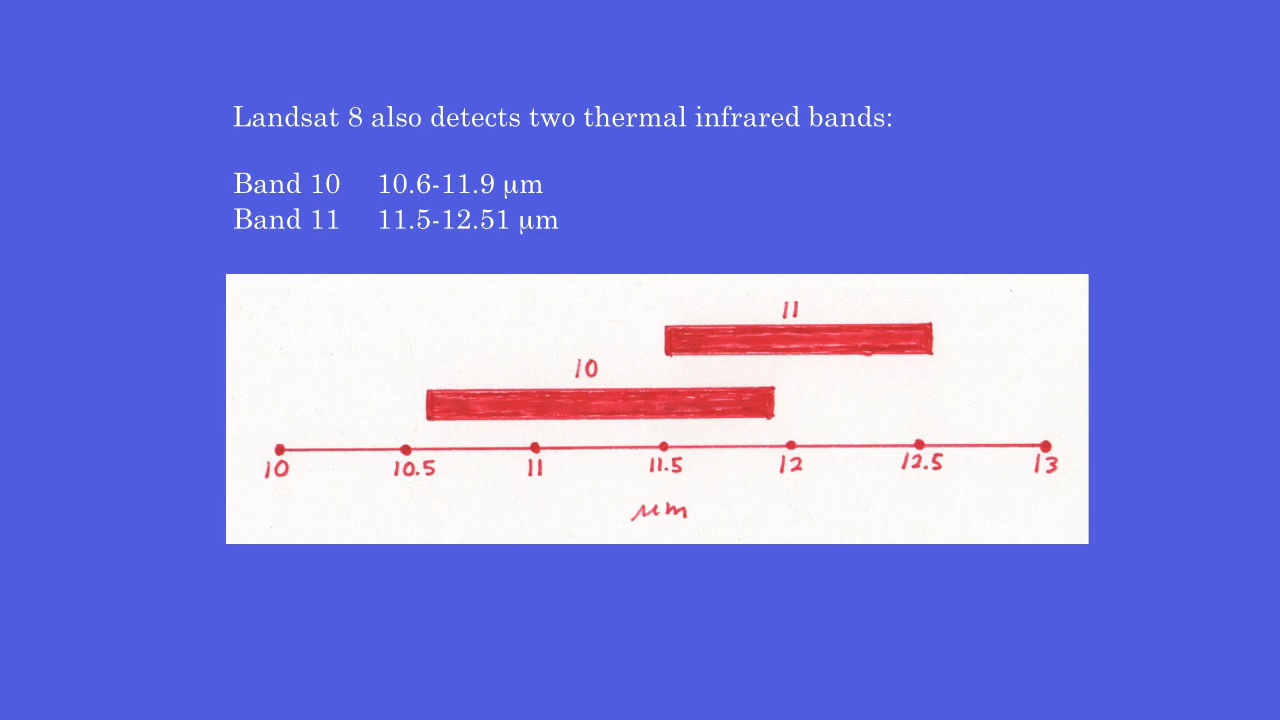 Landsat 8 also detects two thermal infrared bands:
Band 10 10.6-11.9 µm
Band 11 11.5-12.51 µm
11
10
10 10.5 11 11.5 12 12.5 13
µm